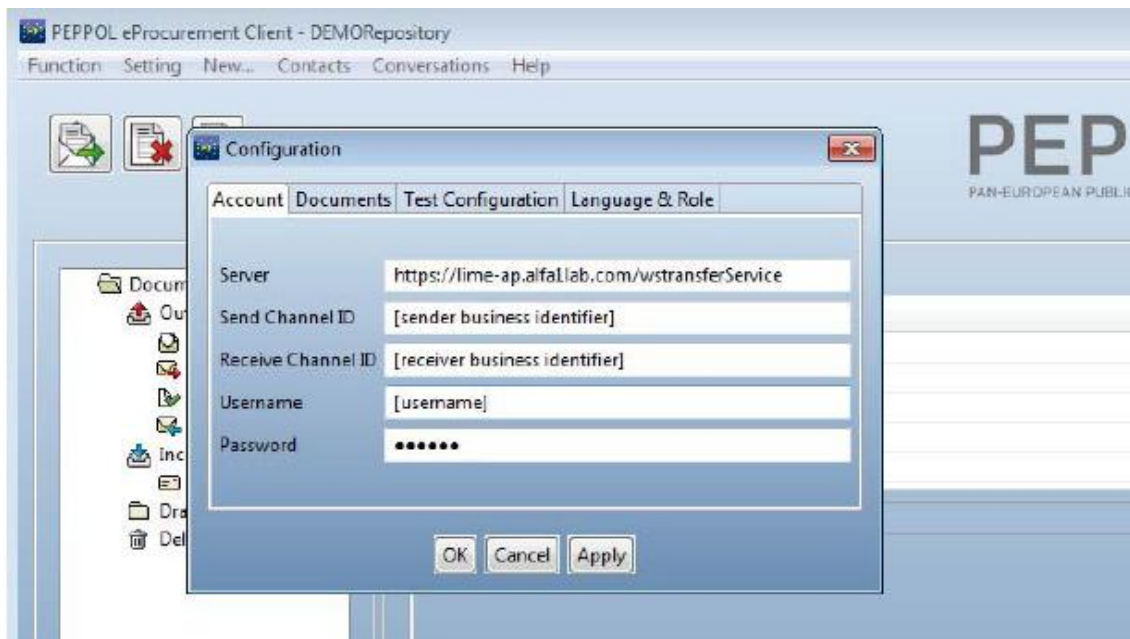 PEPPOL eProcurement Client - DEMORepository
Function Setting New... Contacts Conversations Help
PEP
PAN-EUROPEAN PUBLIC
Configuration
Account Documents Test Configuration Language & Role
Server https://lime-ap.alfa1lab.com/wstransferService
Send Channel ID [sender business identifier]
Receive Channel ID [receiver business identifier]
Username [username]
Password ••••••
OK Cancel Apply
Docum
Ou
Inc
Dra
Del